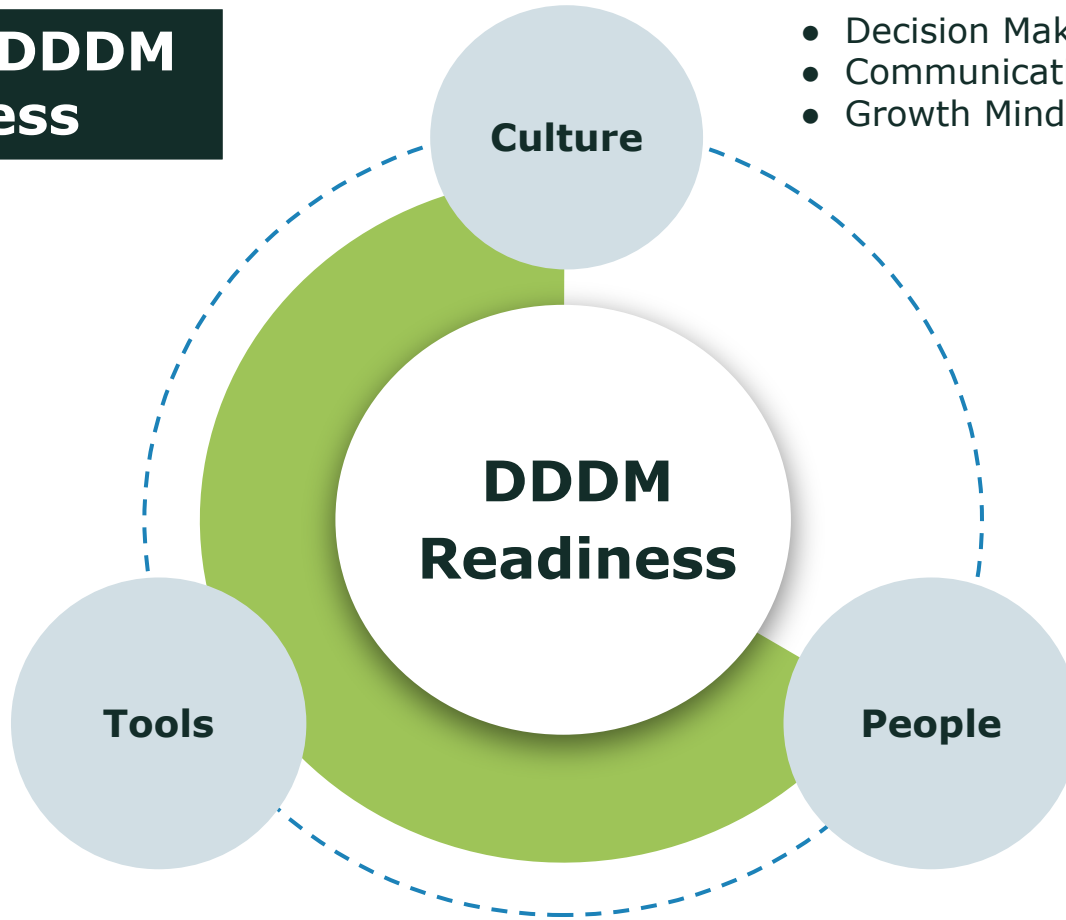 DDDM
ess
● Decision Mak
● Communicat
● Growth Mind
Culture
DDDM
Readiness
Tools
People